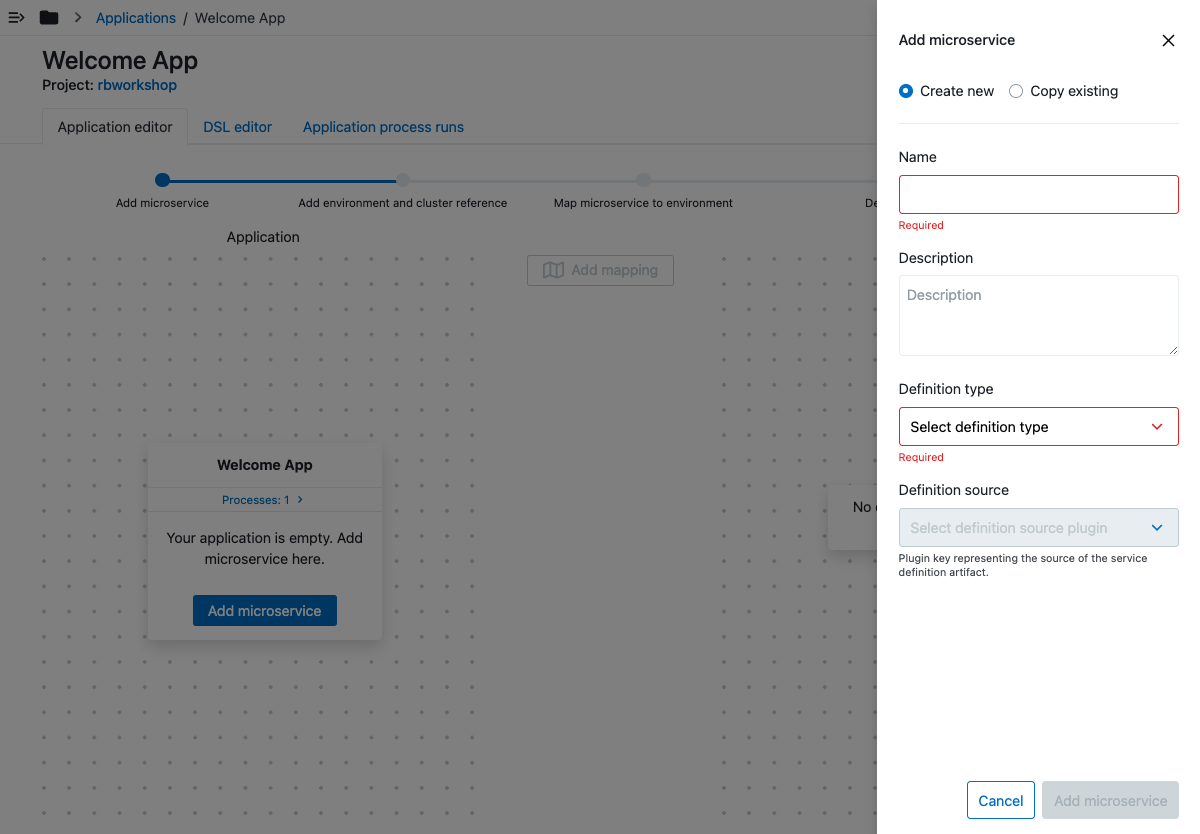 Applications / Welcome App
Welcome App
Project: rbworkshop
Application editor
DSL editor
Application process runs
Add microservice
Add environment and cluster reference
Map microservice to environment
Application
Add mapping
Welcome App
Processes: 1
Your application is empty. Add
microservice here.
Add microservice
No
Add microservice
Create new
Copy existing
Name
Required
Description
Description
Definition type
Select definition type
Required
Definition source
Select definition source plugin
Plugin key representing the source of the service
definition artifact.
Cancel
Add microservice